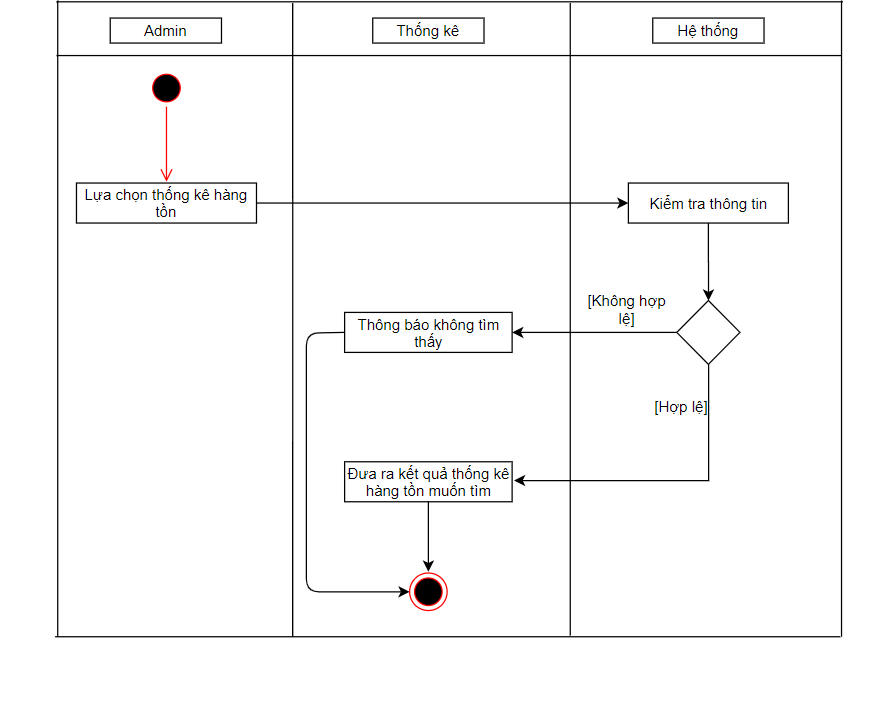 Admin
Thống kê
Hệ thống
Lựa chọn thống kê hàng
tồn
Kiểm tra thông tin
[Không hợp
lệ]
Thông báo không tìm
thấy
[Hợp lệ]
Đưa ra kết quả thống kê
hàng tồn muốn tìm